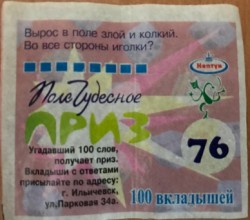 Вырос в поле злой и колкий.
Во все стороны иголки?
Нептун
Поле Чудесное
ПРИЗ
76
Угадавший 100 слов,
получает приз.
Вкладыши с ответами
присылайте по адресу:
г. Ильичевск,
ул,Парковая 34а.
100 вкладышей